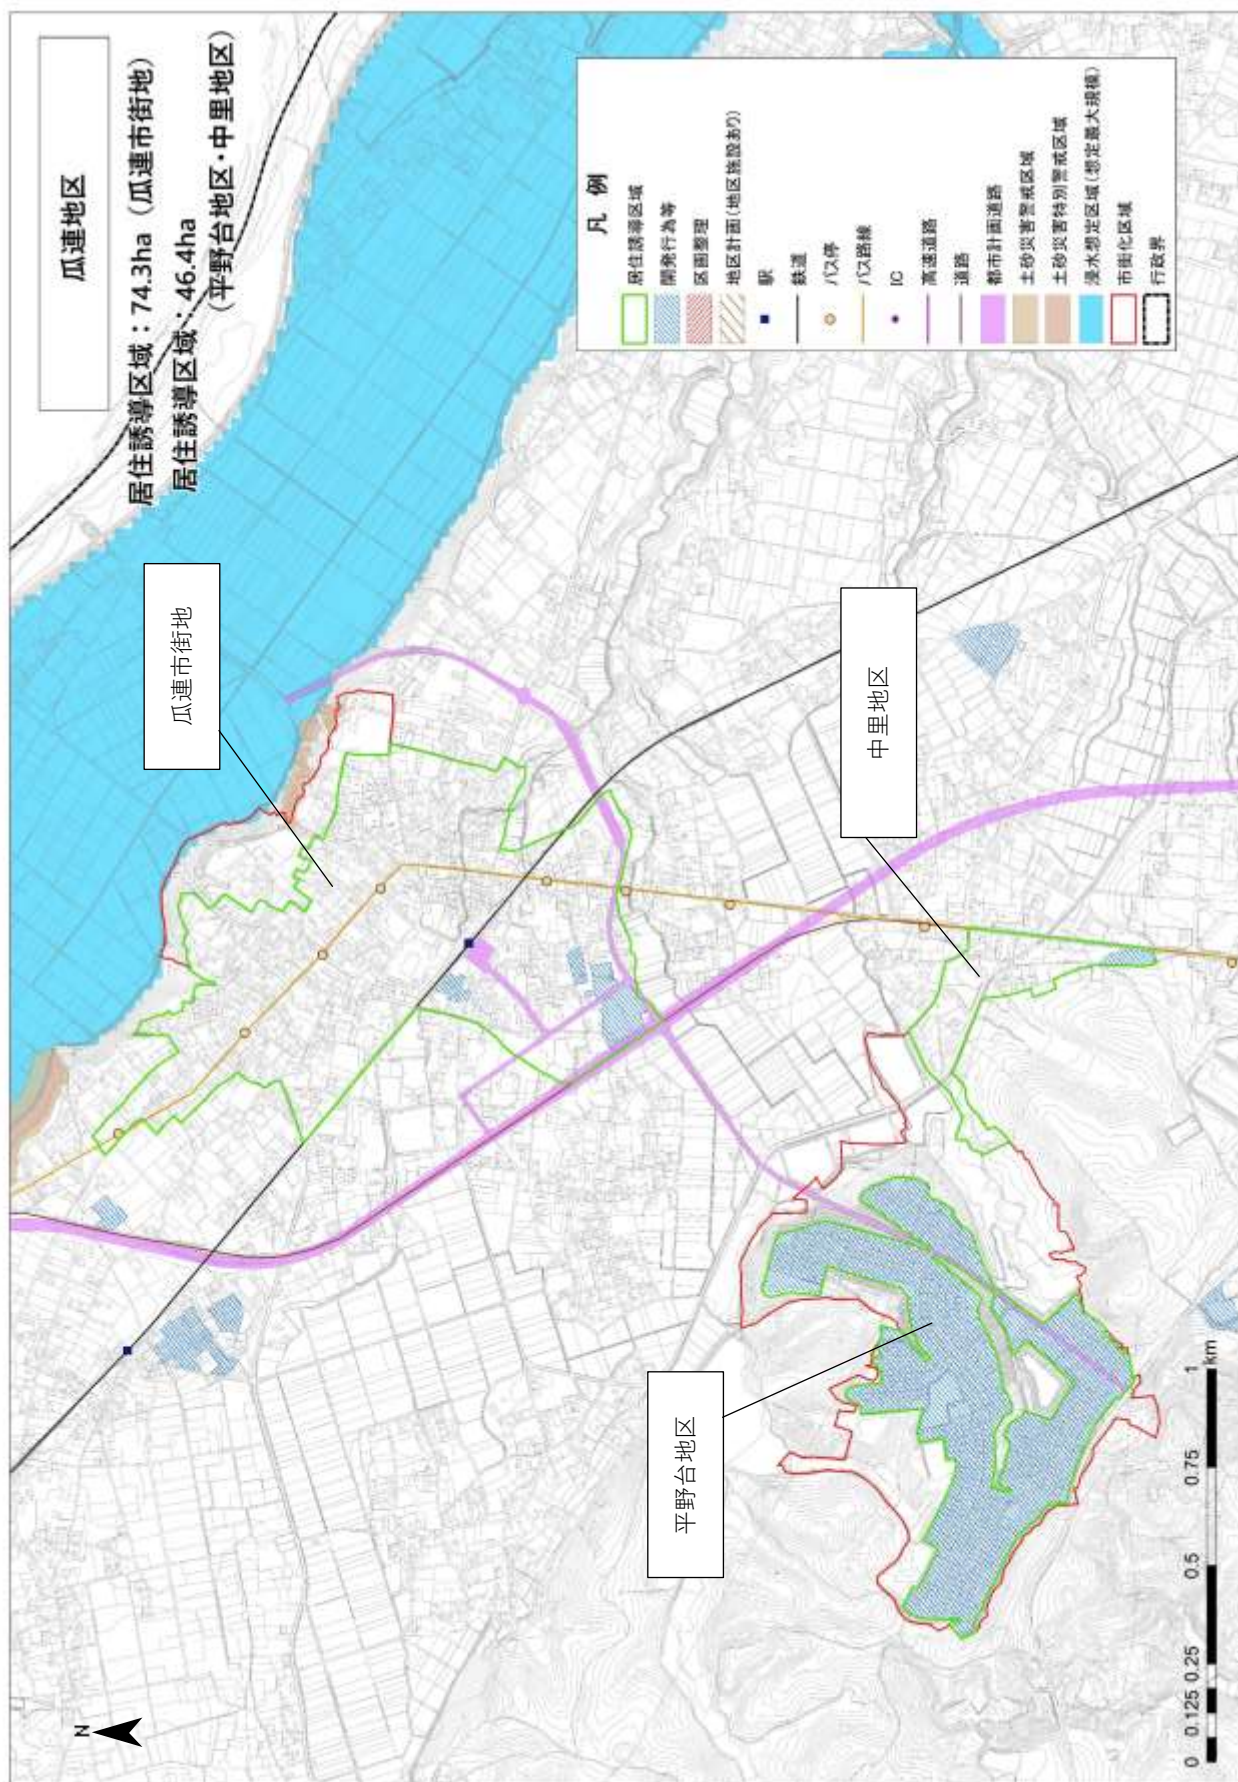 瓜連地区
居住誘導区域：74.3ha（瓜連市街地）
居住誘導区域：46.4ha
（平野台地区・中里地区）
瓜連市街地
中里地区
平野台地区
凡 例
居住誘導区域
開発行為等
区画整理
地区計画（地区施設あり）
駅
鉄道
バス停
バス路線
IC
高速道路
道路
都市計画道路
土砂災害警戒区域
土砂災害特別警戒区域
浸水想定区域（想定最大規模）
市街化区域
行政界
N
0 0.125 0.25 0.5 0.75 1
km